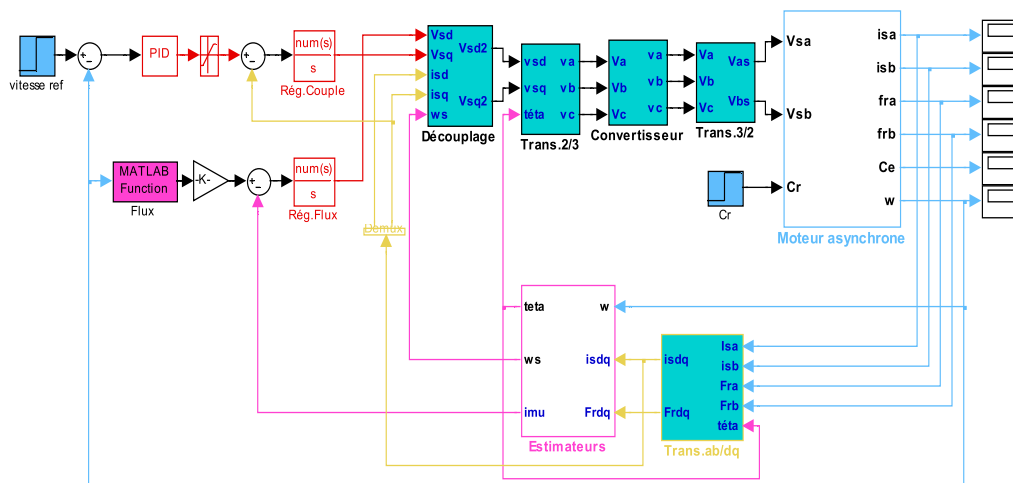 vitesse ref
+
-
PID
+
-
num(s)
s
Rég.Couple
Vsd
Vsq
isd
isq
ws
Vsd2
Vsq2
Découplage
vsd
vsq
téta
va
vb
vc
Trans.2/3
Va
Vb
Vc
va
vb
vc
Convertisseur
Va
Vb
Vc
Vas
Vbs
Trans.3/2
Vsa
Vsb
Cr
isa
isb
fra
frb
Ce
w
Moteur asynchrone
Cr
MATLAB
Function
Flux
-K-
+
-
num(s)
s
Rég.Flux
Demux
teta
ws
imu
w
isdq
Frdq
Estimateurs
isdq
Frdq
Isa
isb
Fra
Frb
téta
Trans.ab/dq